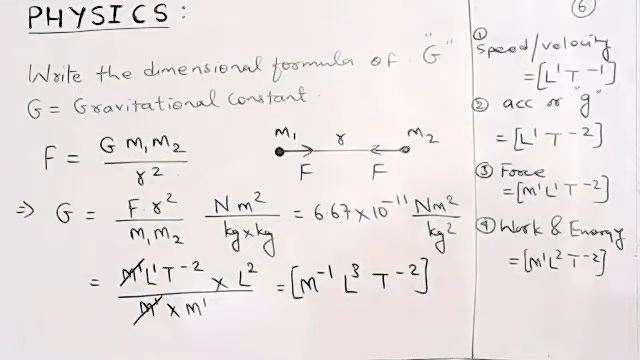 PHYSICS:
Write the dimensional formula of "G"
G = Gravitational constant.
F = G m₁ m₂ / r²
m₁ r m₂
F F
⇒ G = F · r² / m₁ m₂ N m² / kg × kg = 6.67 × 10⁻¹¹ Nm² / kg²
= M¹ L¹ T⁻² × L² / M¹ × M¹ = [M⁻¹ L³ T⁻²]
⑥
① Speed/velocity
= [L¹ T⁻¹]
② acc or "g"
= [L¹ T⁻²]
③ Force
= [M¹ L¹ T⁻²]
④ Work & Energy
= [M¹ L² T⁻²]